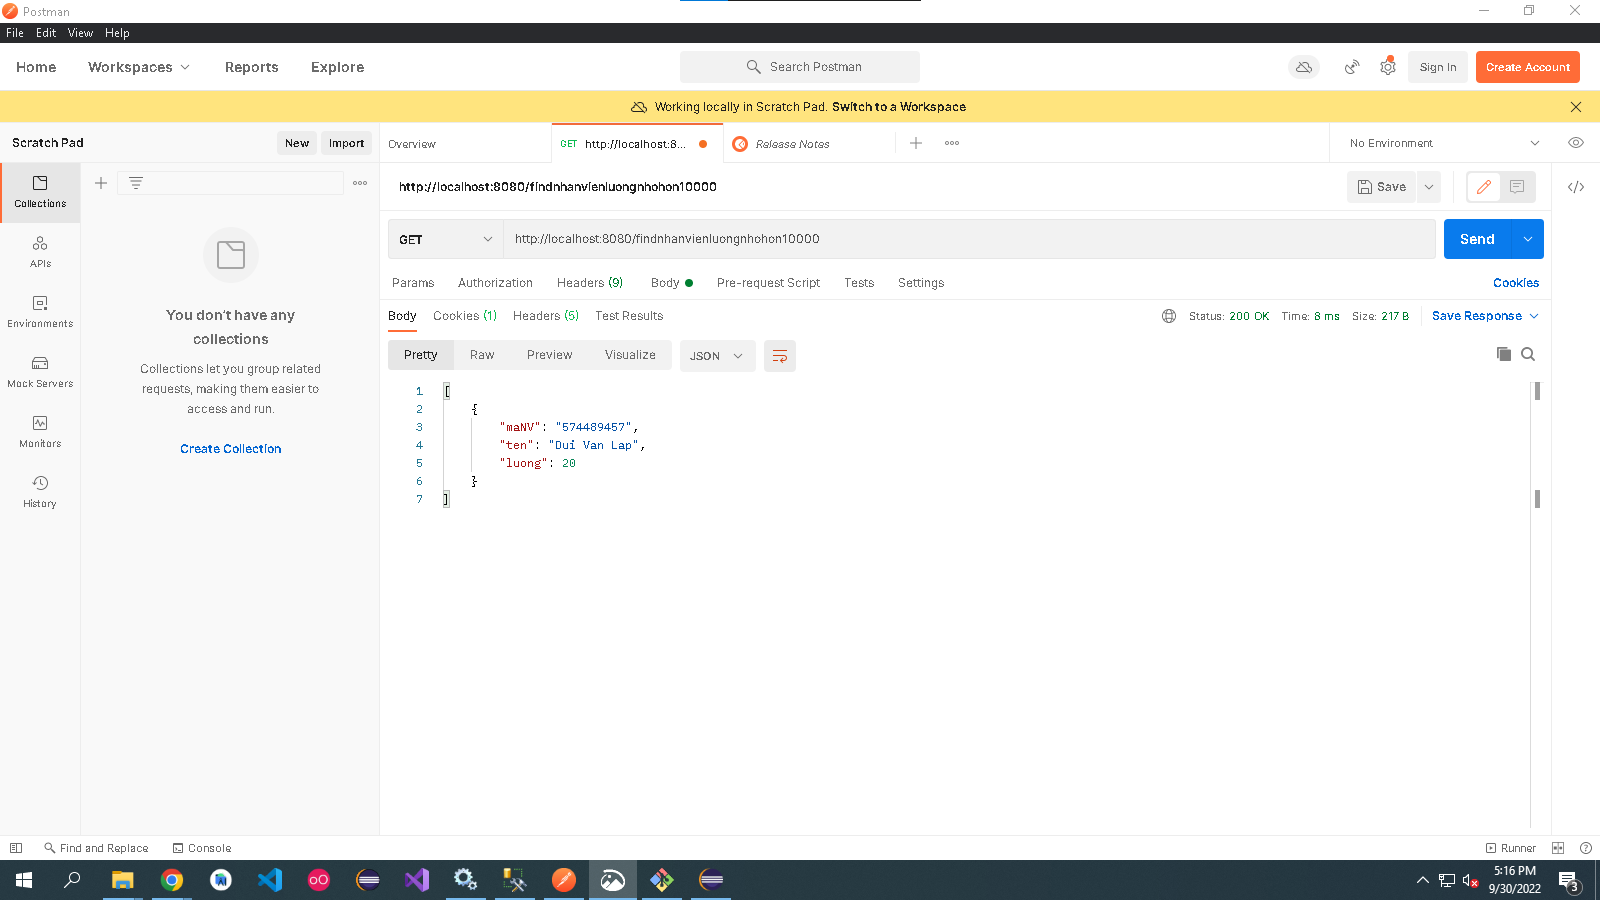 Postman
File Edit View Help
Home Workspaces Reports Explore Search Postman Sign In Create Account
Working locally in Scratch Pad. Switch to a Workspace
Scratch Pad New Import Overview GET http://localhost:8... Release Notes No Environment
http://localhost:8080/findnhanvienluongnhohon10000 Save
GET http://localhost:8080/findnhanvienluongnhohon10000 Send
Params Authorization Headers (9) Body Pre-request Script Tests Settings Cookies
Body Cookies (1) Headers (5) Test Results Status: 200 OK Time: 8 ms Size: 217 B Save Response
Pretty Raw Preview Visualize JSON
1 [
2 {
3 "maNV": "574489457",
4 "ten": "Dui Van Lap",
5 "luong": 20
6 }
7 ]
Collections
APIs
Environments
Mock Servers
Monitors
History
You don't have any
collections
Collections let you group related
requests, making them easier to
access and run.
Create Collection
Find and Replace Console Runner
5:16 PM
9/30/2022
3